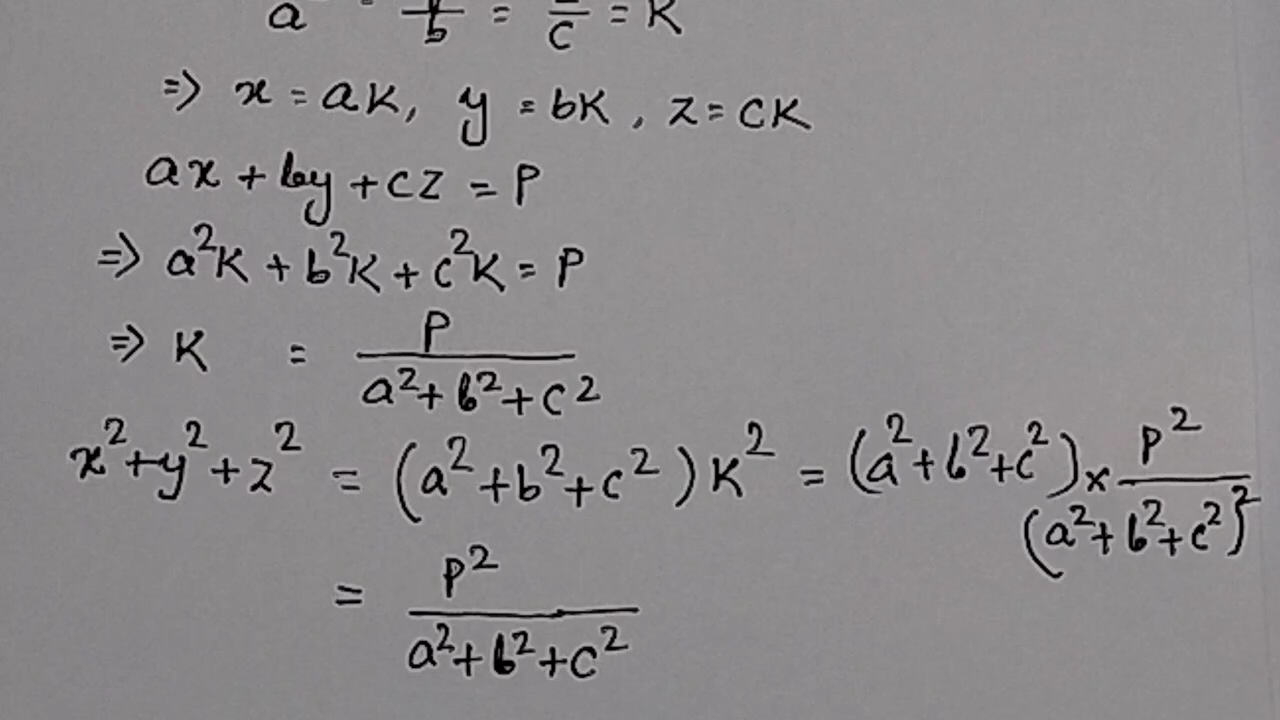 a b = c = K
⇒ x = aK, y = bK, z = cK
ax + by + cz = P
⇒ a²K + b²K + c²K = P
⇒ K = P / (a² + b² + c²)
x² + y² + z² = (a² + b² + c²) K² = (a² + b² + c²) × P² / (a² + b² + c²)²
= P² / (a² + b² + c²)